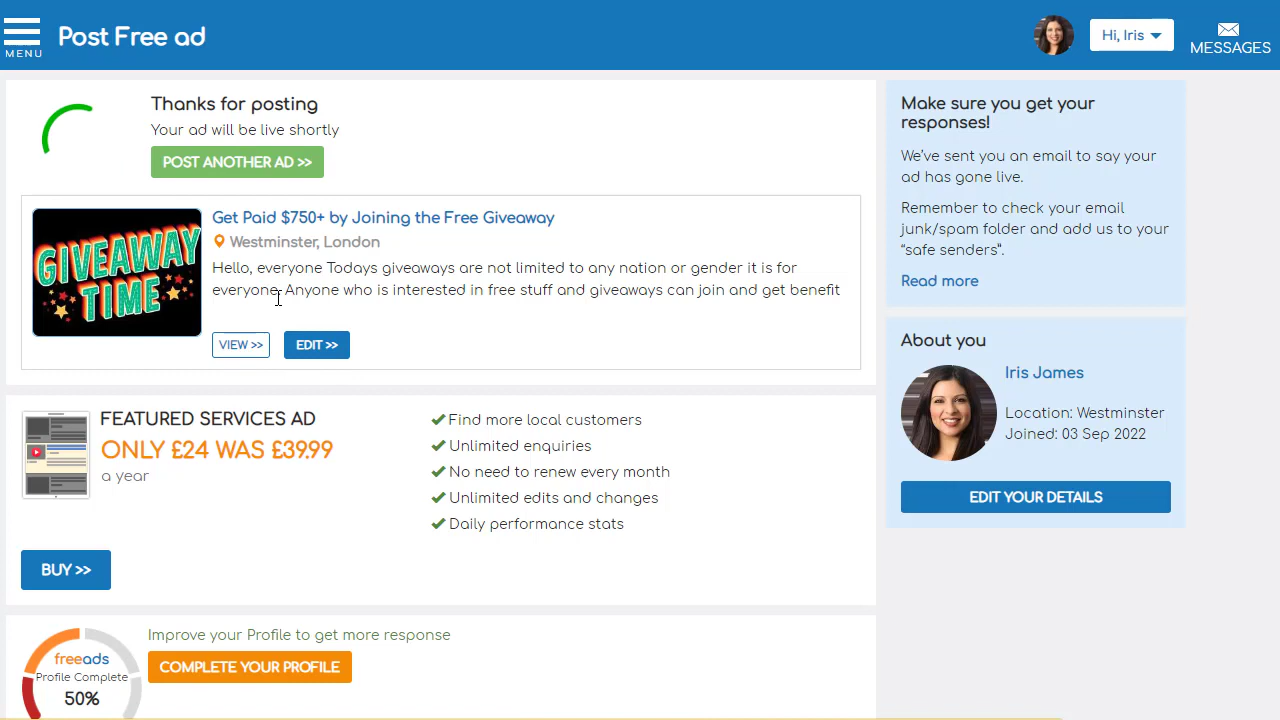 MENU
Post Free ad
Hi, Iris
MESSAGES
Thanks for posting
Your ad will be live shortly
POST ANOTHER AD >>
GIVEAWAY
TIME
Get Paid $750+ by Joining the Free Giveaway
Westminster, London
Hello, everyone Todays giveaways are not limited to any nation or gender it is for
everyone. Anyone who is interested in free stuff and giveaways can join and get benefit
VIEW >>
EDIT >>
FEATURED SERVICES AD
ONLY £24 WAS £39.99
a year
Find more local customers
Unlimited enquiries
No need to renew every month
Unlimited edits and changes
Daily performance stats
BUY >>
freeads
Profile Complete
50%
Improve your Profile to get more response
COMPLETE YOUR PROFILE
Make sure you get your
responses!
We've sent you an email to say your
ad has gone live.
Remember to check your email
junk/spam folder and add us to your
“safe senders”.
Read more
About you
Iris James
Location: Westminster
Joined: 03 Sep 2022
EDIT YOUR DETAILS